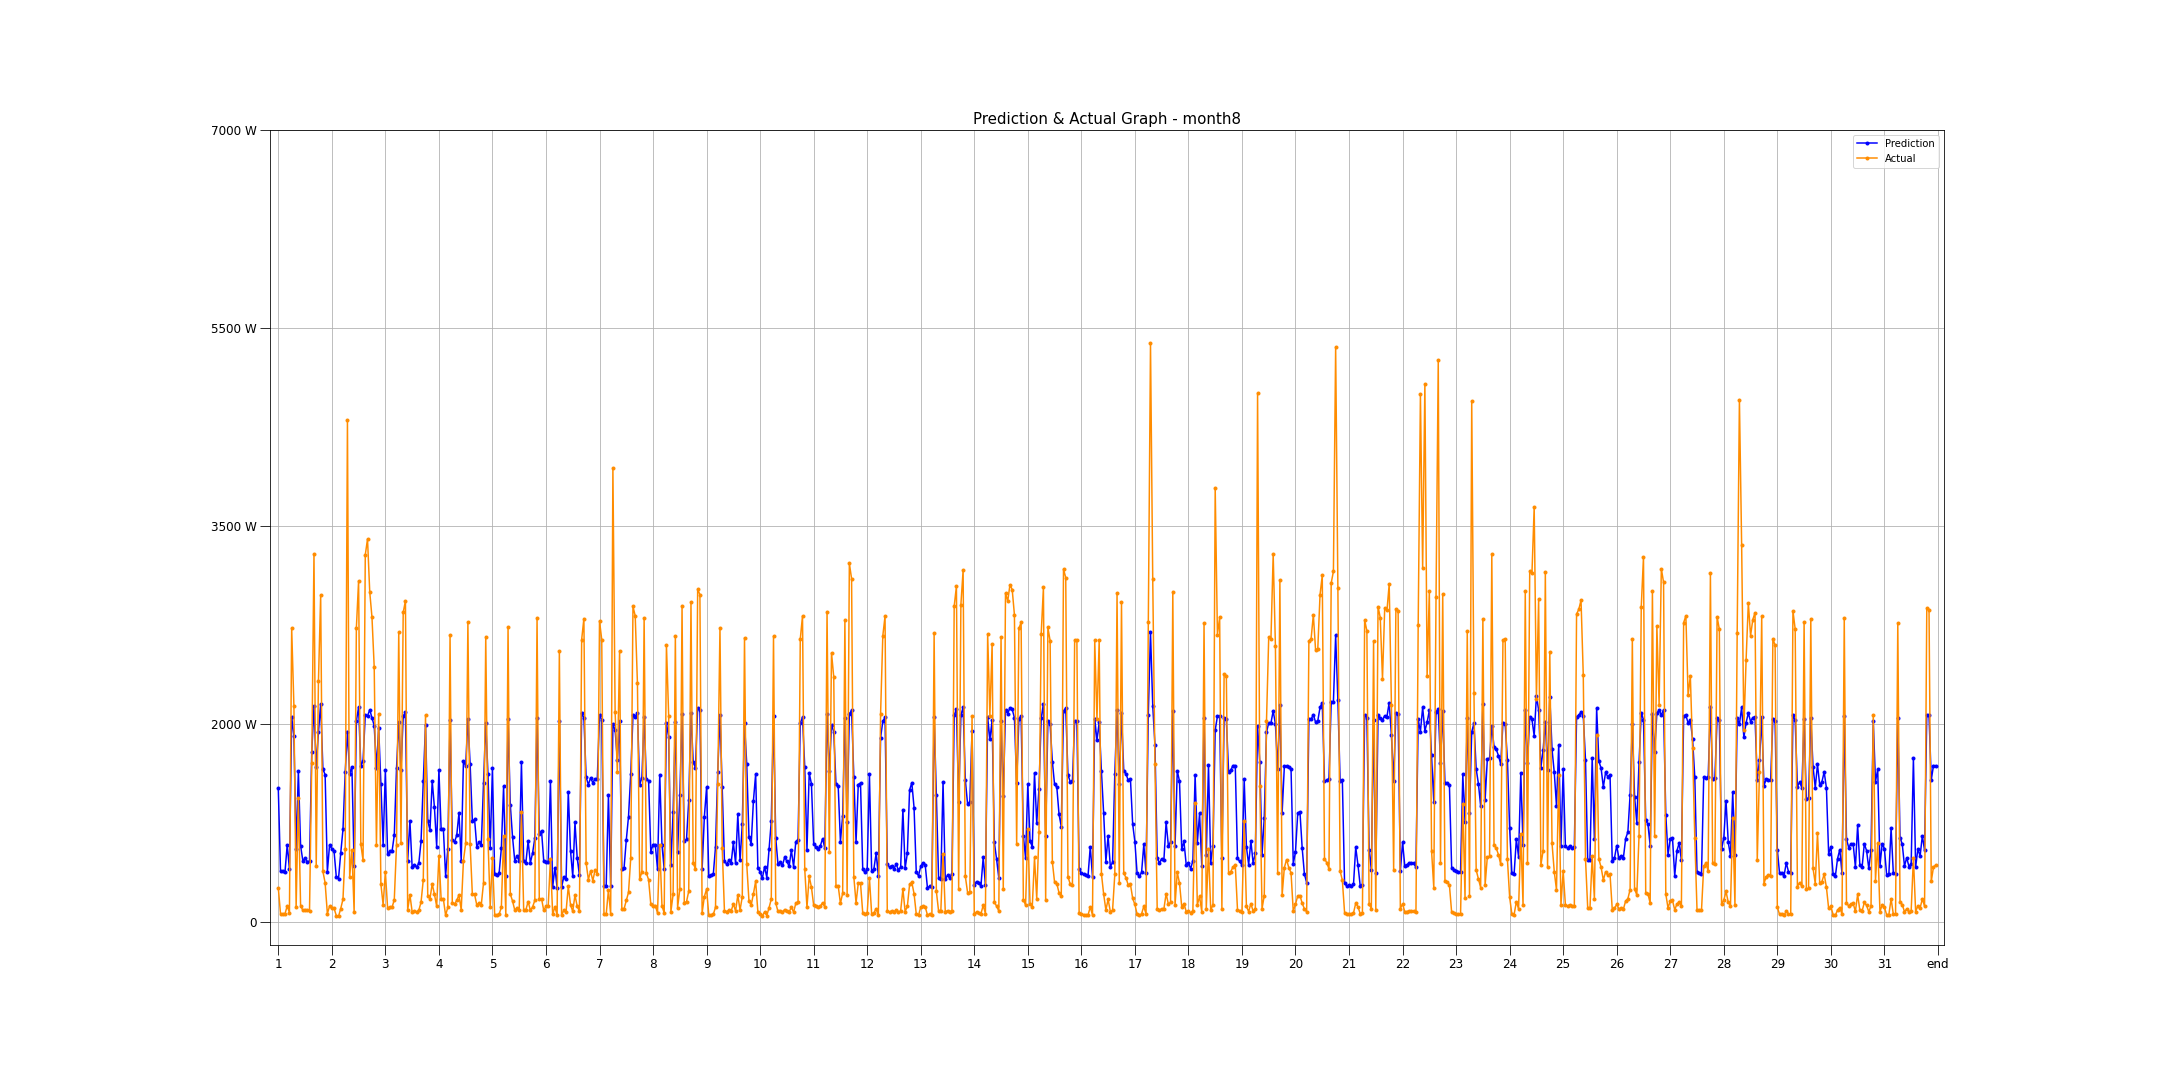 Prediction & Actual Graph - month8
7000 W
Prediction
Actual
5500 W
3500 W
2000 W
0
1 2 3 4 5 6 7 8 9 10 11 12 13 14 15 16 17 18 19 20 21 22 23 24 25 26 27 28 29 30 31 end